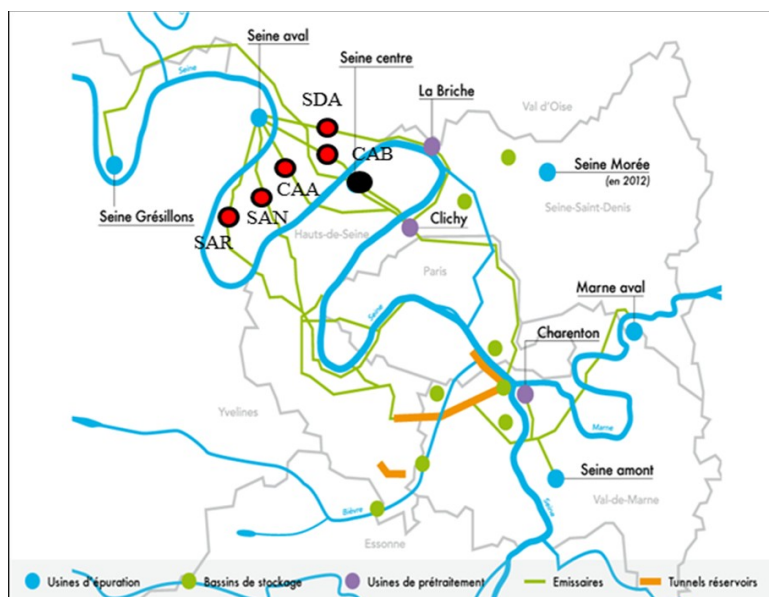 Seine aval
Seine centre
La Briche
Val d'Oise
Seine
SDA
CAB
Seine Morée
(en 2012)
CAA
SAN
Seine Grésillons
SAR
Clichy
Seine-Saint-Denis
Hauts-de-Seine
Paris
Marne aval
Seine
Charenton
Yvelines
Marne
Seine amont
Val-de-Marne
Bièvre
Seine
Essonne
Usines d'épuration
Bassins de stockage
Usines de prétraitement
Emissaires
Tunnels réservoirs